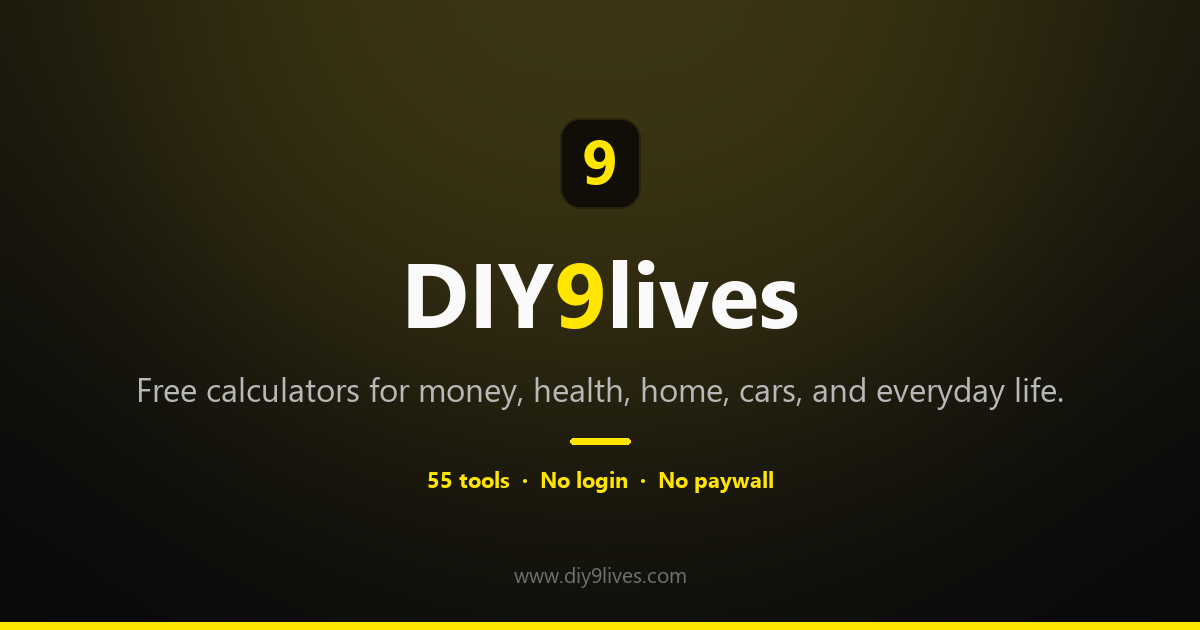 9
DIY9lives
Free calculators for money, health, home, cars, and everyday life.
55 tools · No login · No paywall
www.diy9lives.com